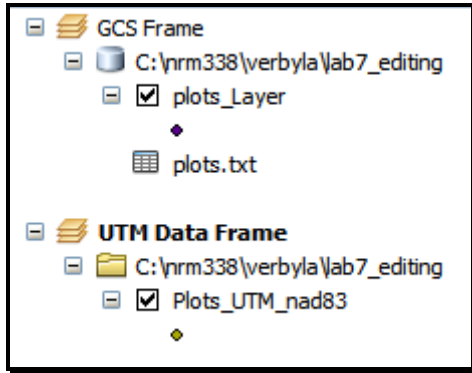 GCS Frame
C:\nrm338\verbyla\lab7_editing
plots_Layer
plots.txt
UTM Data Frame
C:\nrm338\verbyla\lab7_editing
Plots_UTM_nad83